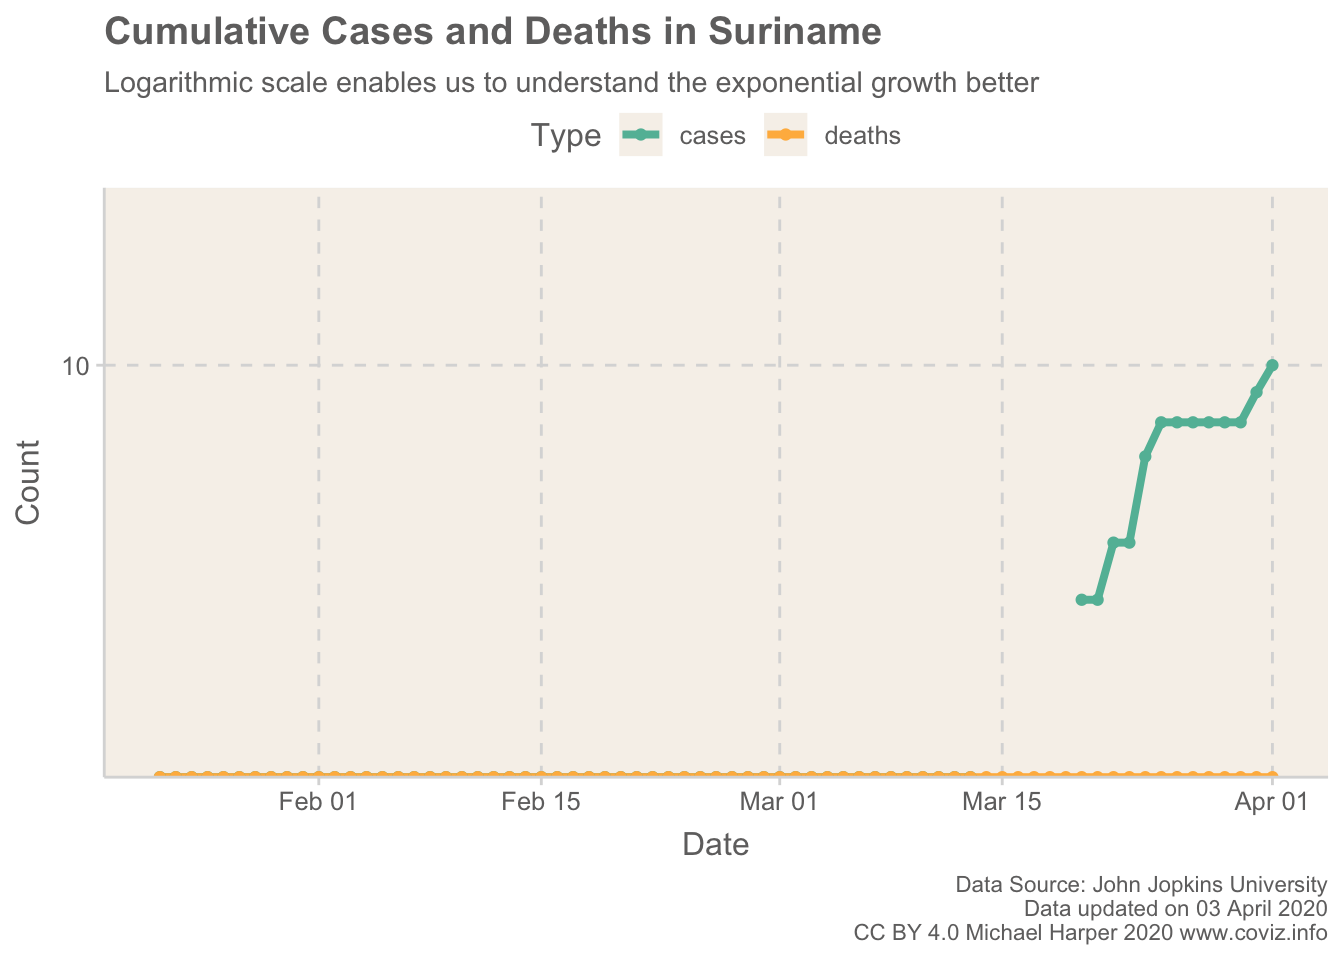 Cumulative Cases and Deaths in Suriname
Logarithmic scale enables us to understand the exponential growth better
Type cases deaths
10
Count
Feb 01 Feb 15 Mar 01 Mar 15 Apr 01
Date
Data Source: John Jopkins University
Data updated on 03 April 2020
CC BY 4.0 Michael Harper 2020 www.coviz.info